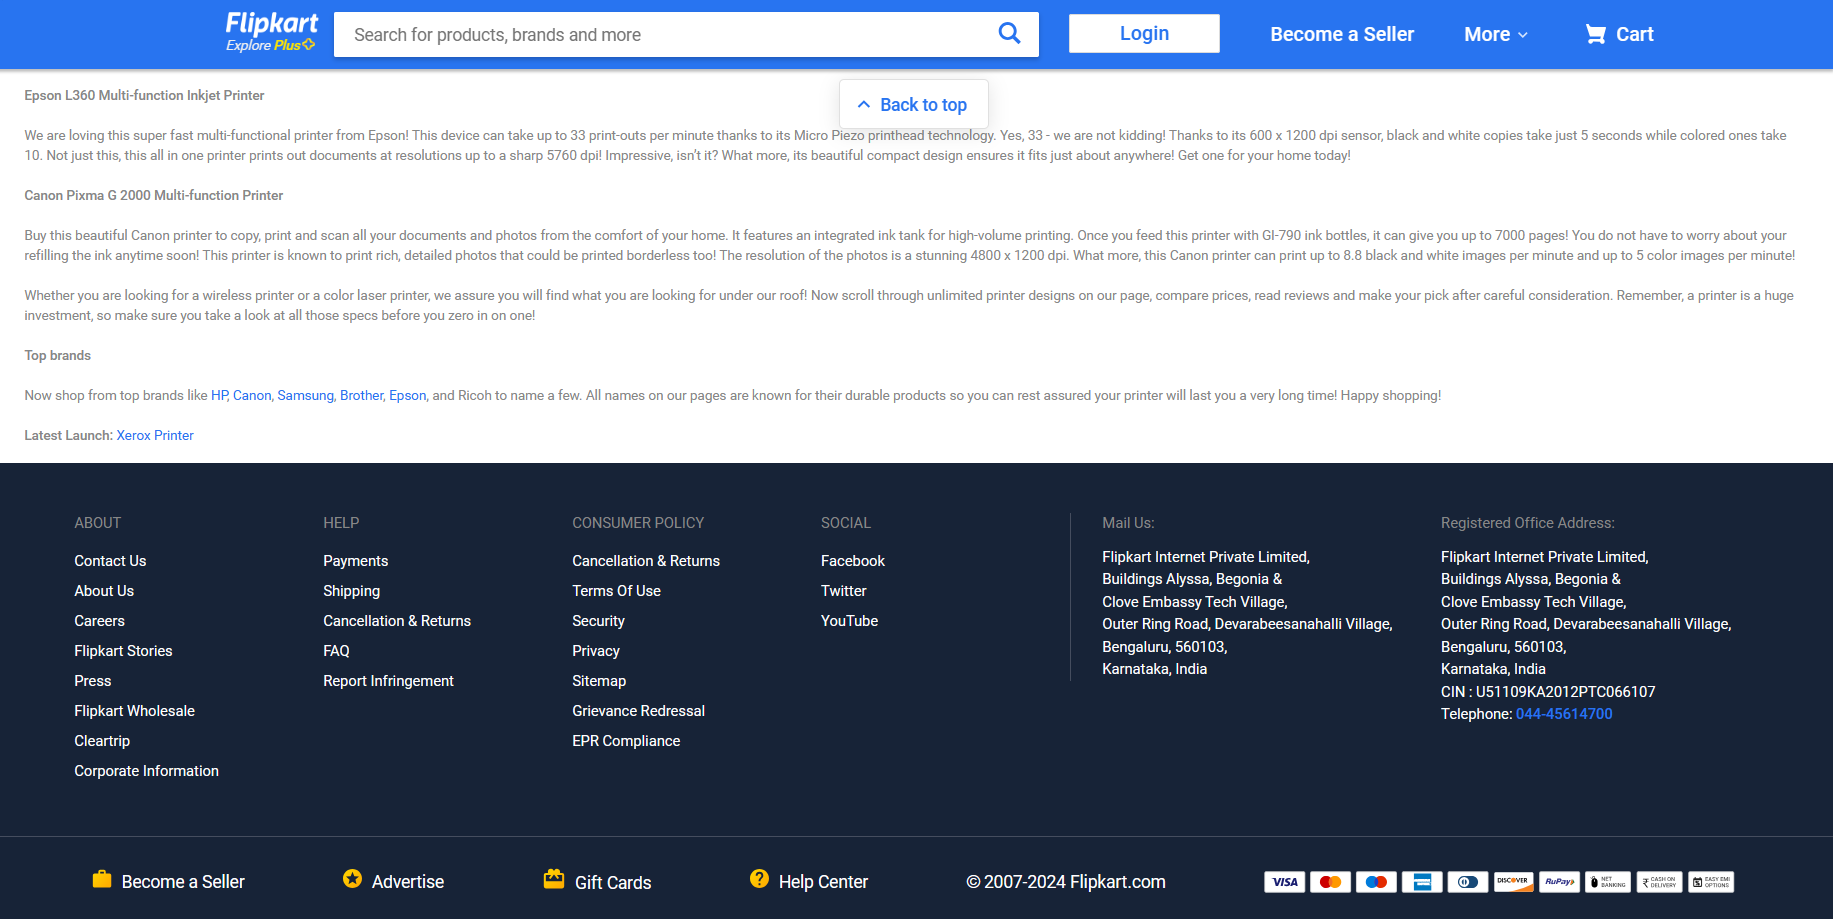 Flipkart
Explore Plus
Search for products, brands and more
Login
Become a Seller
More
Cart
Back to top
Epson L360 Multi-function Inkjet Printer
We are loving this super fast multi-functional printer from Epson! This device can take up to 33 print-outs per minute thanks to its Micro Piezo printhead technology. Yes, 33 - we are not kidding! Thanks to its 600 x 1200 dpi sensor, black and white copies take just 5 seconds while colored ones take
10. Not just this, this all in one printer prints out documents at resolutions up to a sharp 5760 dpi! Impressive, isn’t it? What more, its beautiful compact design ensures it fits just about anywhere! Get one for your home today!
Canon Pixma G 2000 Multi-function Printer
Buy this beautiful Canon printer to copy, print and scan all your documents and photos from the comfort of your home. It features an integrated ink tank for high-volume printing. Once you feed this printer with GI-790 ink bottles, it can give you up to 7000 pages! You do not have to worry about your
refilling the ink anytime soon! This printer is known to print rich, detailed photos that could be printed borderless too! The resolution of the photos is a stunning 4800 x 1200 dpi. What more, this Canon printer can print up to 8.8 black and white images per minute and up to 5 color images per minute!
Whether you are looking for a wireless printer or a color laser printer, we assure you will find what you are looking for under our roof! Now scroll through unlimited printer designs on our page, compare prices, read reviews and make your pick after careful consideration. Remember, a printer is a huge
investment, so make sure you take a look at all those specs before you zero in on one!
Top brands
Now shop from top brands like HP, Canon, Samsung, Brother, Epson, and Ricoh to name a few. All names on our pages are known for their durable products so you can rest assured your printer will last you a very long time! Happy shopping!
Latest Launch: Xerox Printer
ABOUT
Contact Us
About Us
Careers
Flipkart Stories
Press
Flipkart Wholesale
Cleartrip
Corporate Information
HELP
Payments
Shipping
Cancellation & Returns
FAQ
Report Infringement
CONSUMER POLICY
Cancellation & Returns
Terms Of Use
Security
Privacy
Sitemap
Grievance Redressal
EPR Compliance
SOCIAL
Facebook
Twitter
YouTube
Mail Us:
Flipkart Internet Private Limited,
Buildings Alyssa, Begonia &
Clove Embassy Tech Village,
Outer Ring Road, Devarabeesanahalli Village,
Bengaluru, 560103,
Karnataka, India
Registered Office Address:
Flipkart Internet Private Limited,
Buildings Alyssa, Begonia &
Clove Embassy Tech Village,
Outer Ring Road, Devarabeesanahalli Village,
Bengaluru, 560103,
Karnataka, India
CIN : U51109KA2012PTC066107
Telephone: 044-45614700
Become a Seller
Advertise
Gift Cards
Help Center
© 2007-2024 Flipkart.com
VISA
DISCOVER
RuPay
NET
BANKING
CASH ON
DELIVERY
EASY EMI
OPTIONS